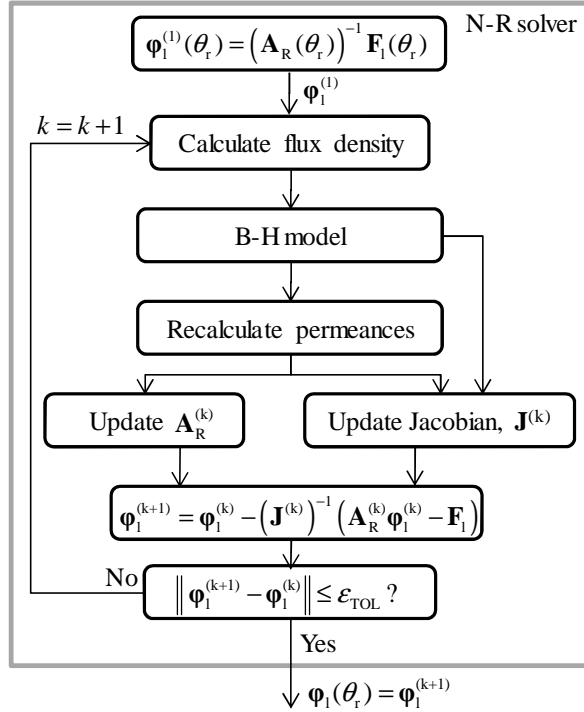 N-R solver
φ_l^(1)(θ_r) = (A_R(θ_r))^−1 F_l(θ_r)
φ_l^(1)
k = k+1
Calculate flux density
B-H model
Recalculate permeances
Update A_R^(k)
Update Jacobian, J^(k)
φ_l^(k+1) = φ_l^(k) − (J^(k))^−1 (A_R^(k) φ_l^(k) − F_l)
No
‖φ_l^(k+1) − φ_l^(k)‖ ≤ ε_TOL ?
Yes
φ_l(θ_r) = φ_l^(k+1)